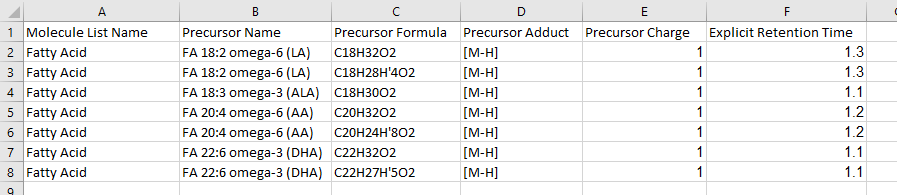 A B C D E F
1 Molecule List Name Precursor Name Precursor Formula Precursor Adduct Precursor Charge Explicit Retention Time
2 Fatty Acid FA 18:2 omega-6 (LA) C18H32O2 [M-H] 1 1.3
3 Fatty Acid FA 18:2 omega-6 (LA) C18H28H'4O2 [M-H] 1 1.3
4 Fatty Acid FA 18:3 omega-3 (ALA) C18H30O2 [M-H] 1 1.1
5 Fatty Acid FA 20:4 omega-6 (AA) C20H32O2 [M-H] 1 1.2
6 Fatty Acid FA 20:4 omega-6 (AA) C20H24H'8O2 [M-H] 1 1.2
7 Fatty Acid FA 22:6 omega-3 (DHA) C22H32O2 [M-H] 1 1.1
8 Fatty Acid FA 22:6 omega-3 (DHA) C22H27H'5O2 [M-H] 1 1.1